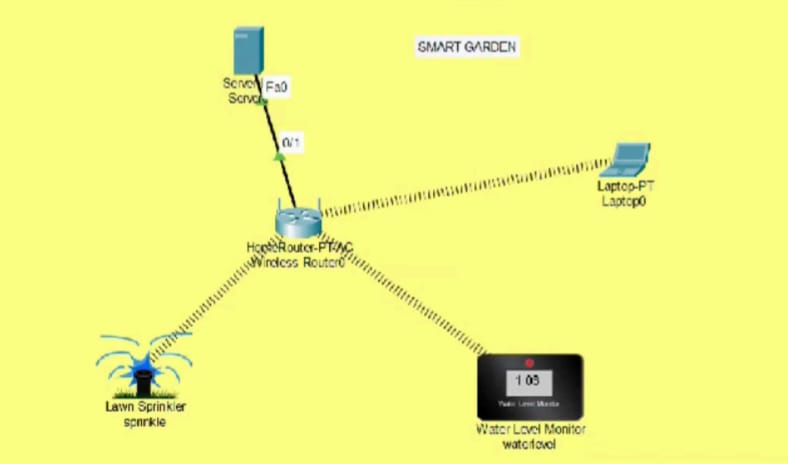 SMART GARDEN
Server
Fa0
Server
0/1
Laptop-PT
Laptop0
HomeRouter-PT-AC
Wireless Router0
1 03
Water Level Monitor
Lawn Sprinkler
sprinkle
Water Level Monitor
waterlevel